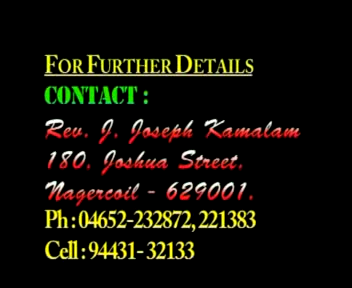 FOR FURTHER DETAILS
CONTACT :
Rev. J. Joseph Kamalam
180, Joshua Street,
Nagercoil - 629001.
Ph : 04652-232872, 221383
Cell : 94431- 32133